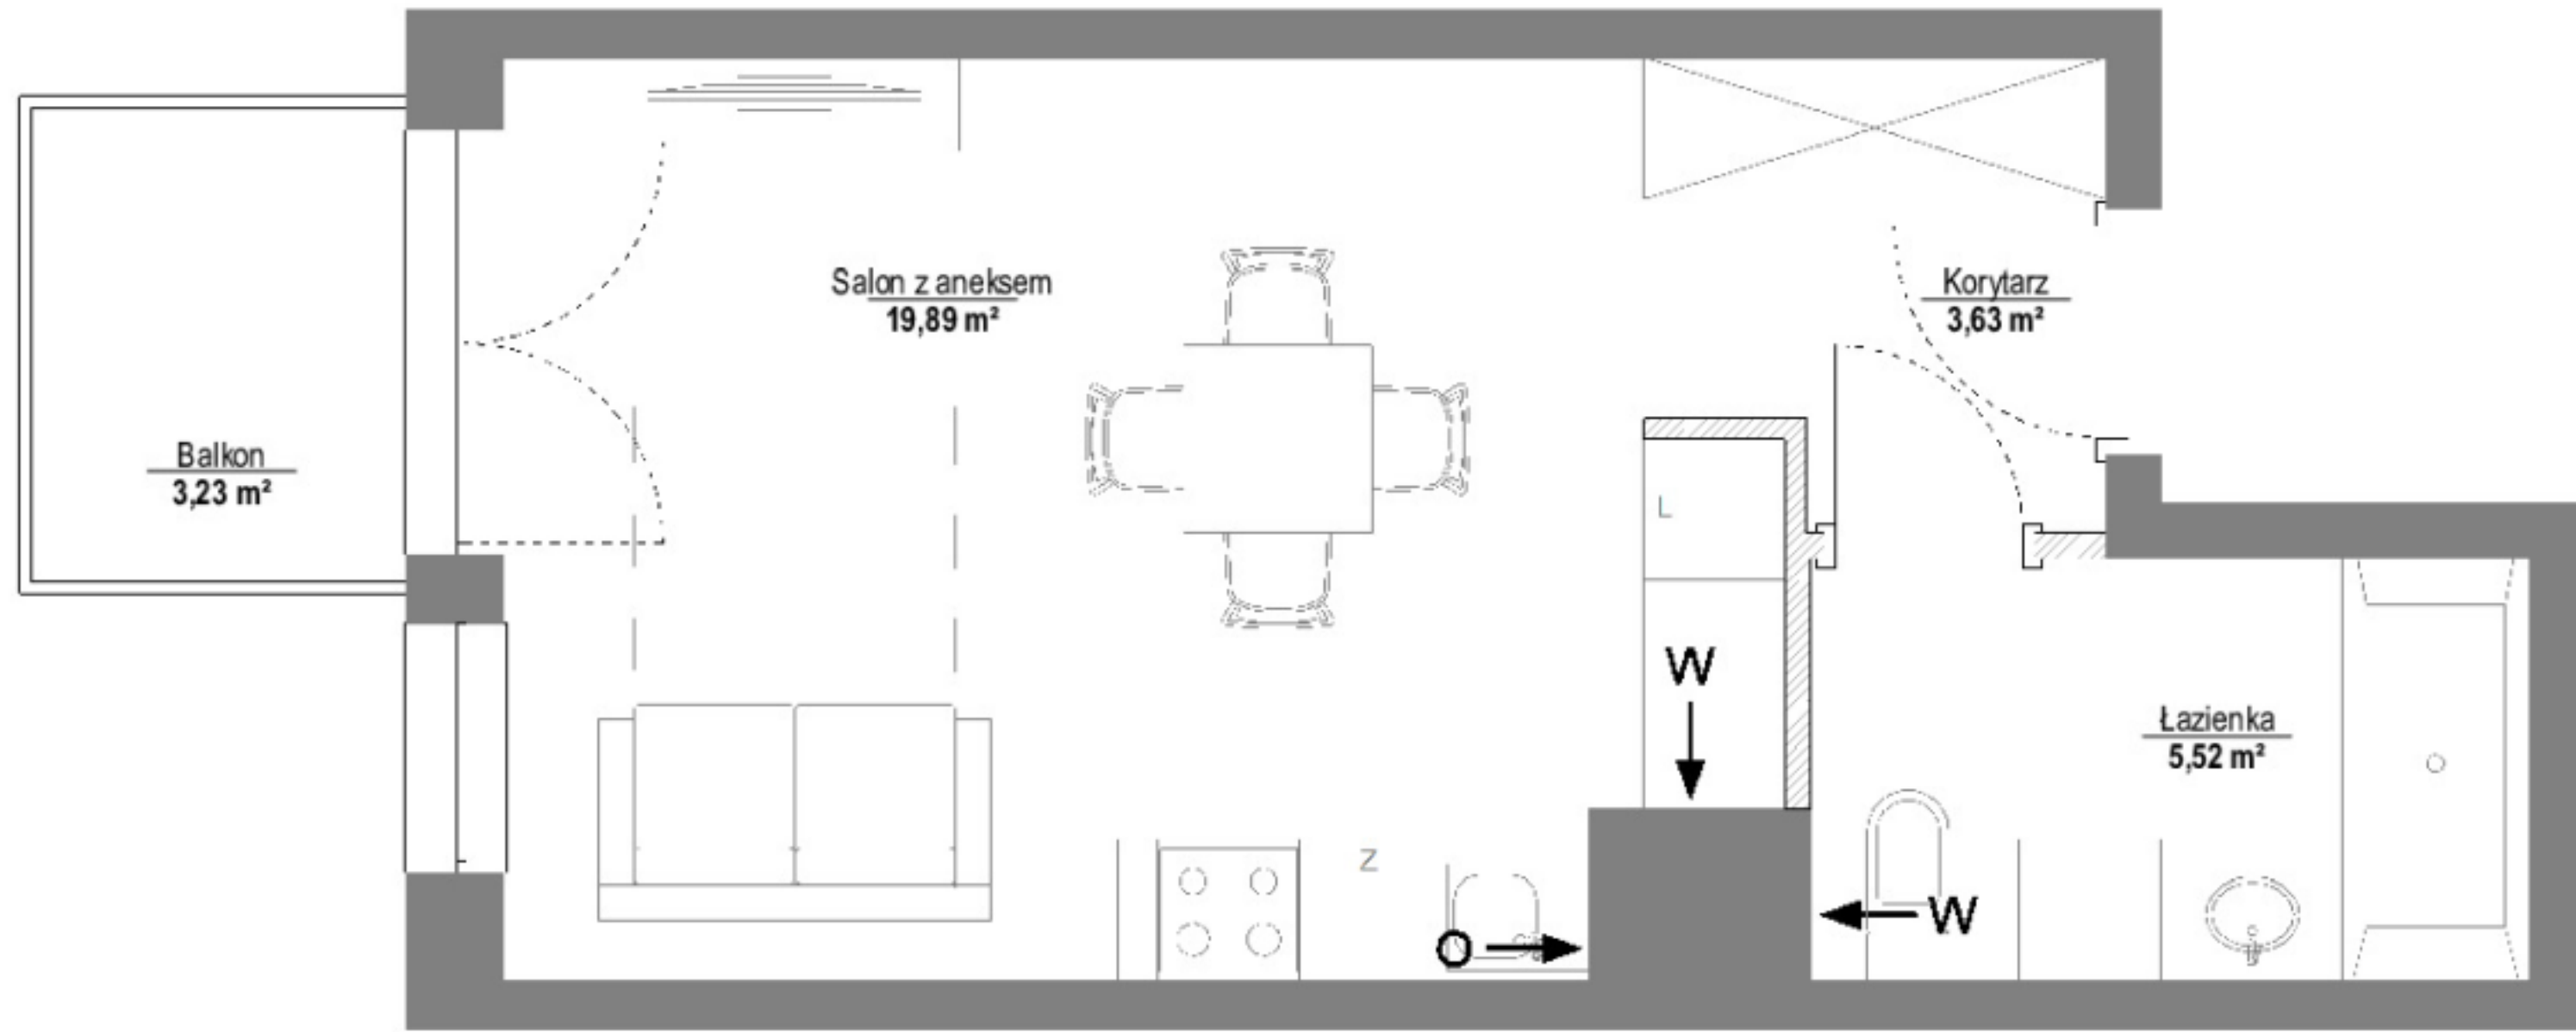 Salon z aneksem
19,89 m²
Korytarz
3,63 m²
Balkon
3,23 m²
L
W
Łazienka
5,52 m²
Z
O
W